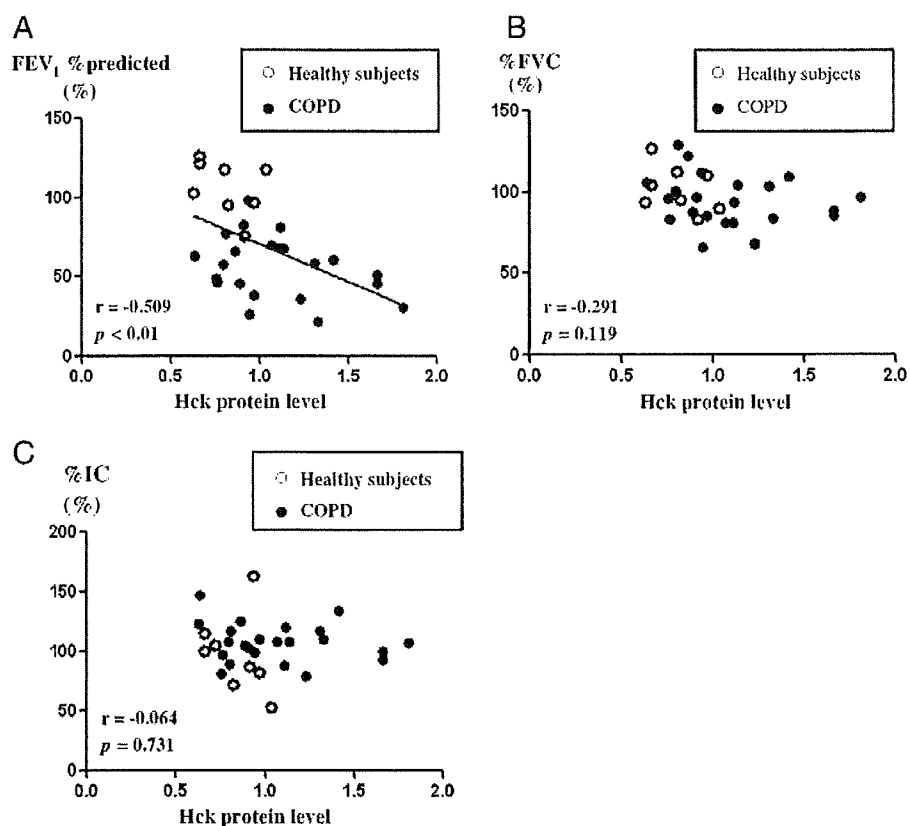 A
FEV1 % predicted
(%)
Healthy subjects
COPD
150
100
50
0
r = -0.509
p < 0.01
0.0
0.5
1.0
1.5
2.0
Hck protein level
B
%FVC
(%)
Healthy subjects
COPD
150
100
50
0
r = -0.291
p = 0.119
0.0
0.5
1.0
1.5
2.0
Hck protein level
C
%IC
(%)
Healthy subjects
COPD
200
150
100
50
0
r = -0.064
p = 0.731
0.0
0.5
1.0
1.5
2.0
Hck protein level